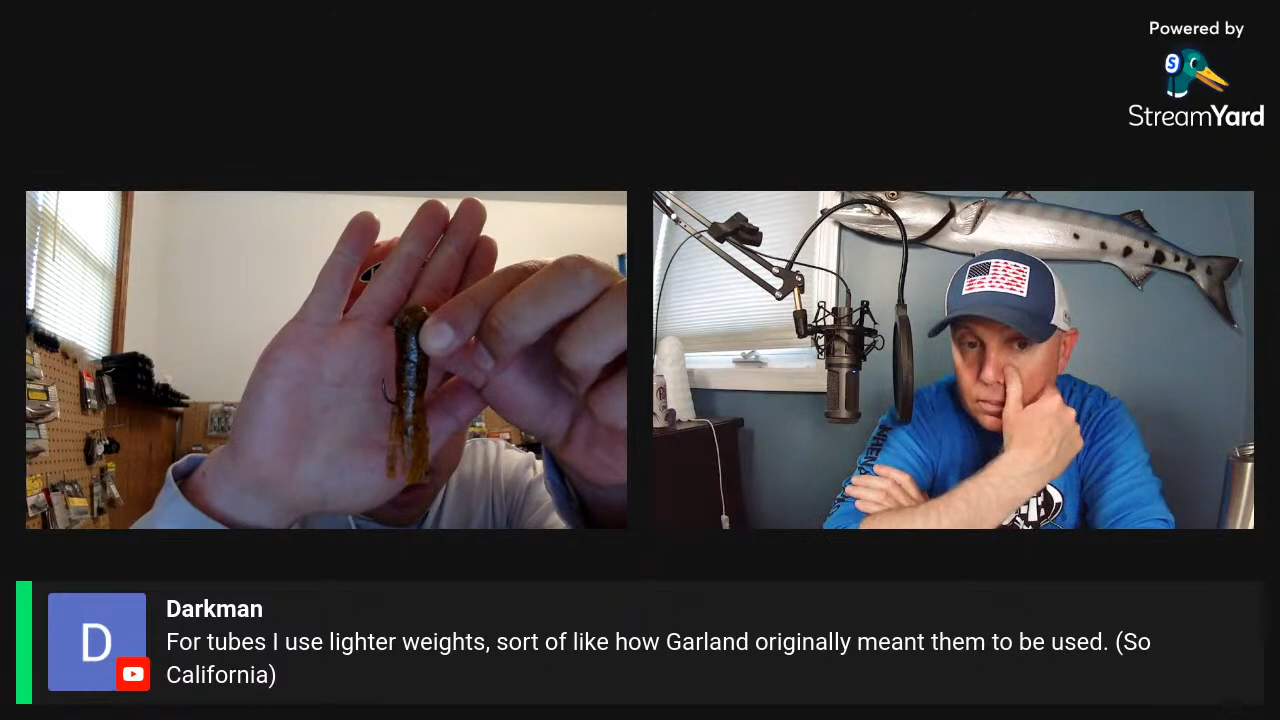 Powered by
S
StreamYard
WHEN
D
Darkman
For tubes I use lighter weights, sort of like how Garland originally meant them to be used. (So
California)